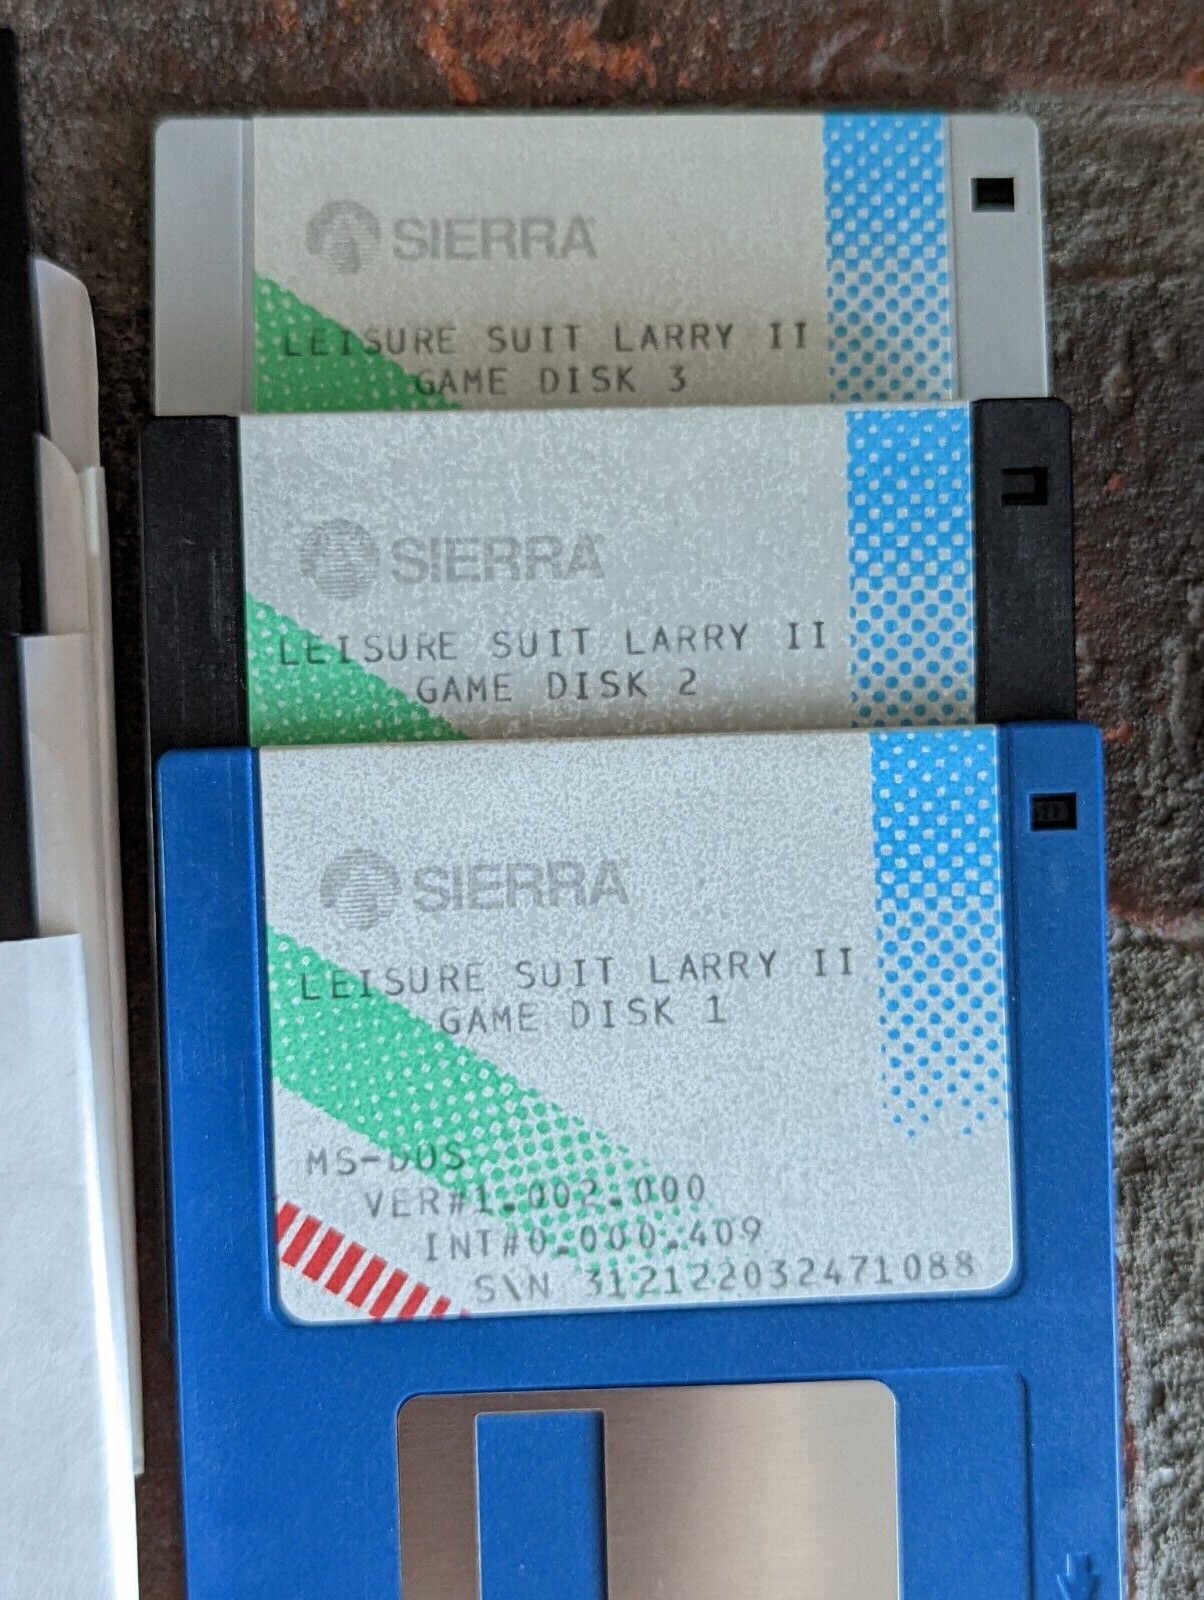 SIERRA
LEISURE SUIT LARRY II
GAME DISK 3
SIERRA
LEISURE SUIT LARRY II
GAME DISK 2
SIERRA
LEISURE SUIT LARRY II
GAME DISK 1
MS-DOS
VER#1.002.000
INT#0.000.409
S\N 312122032471088